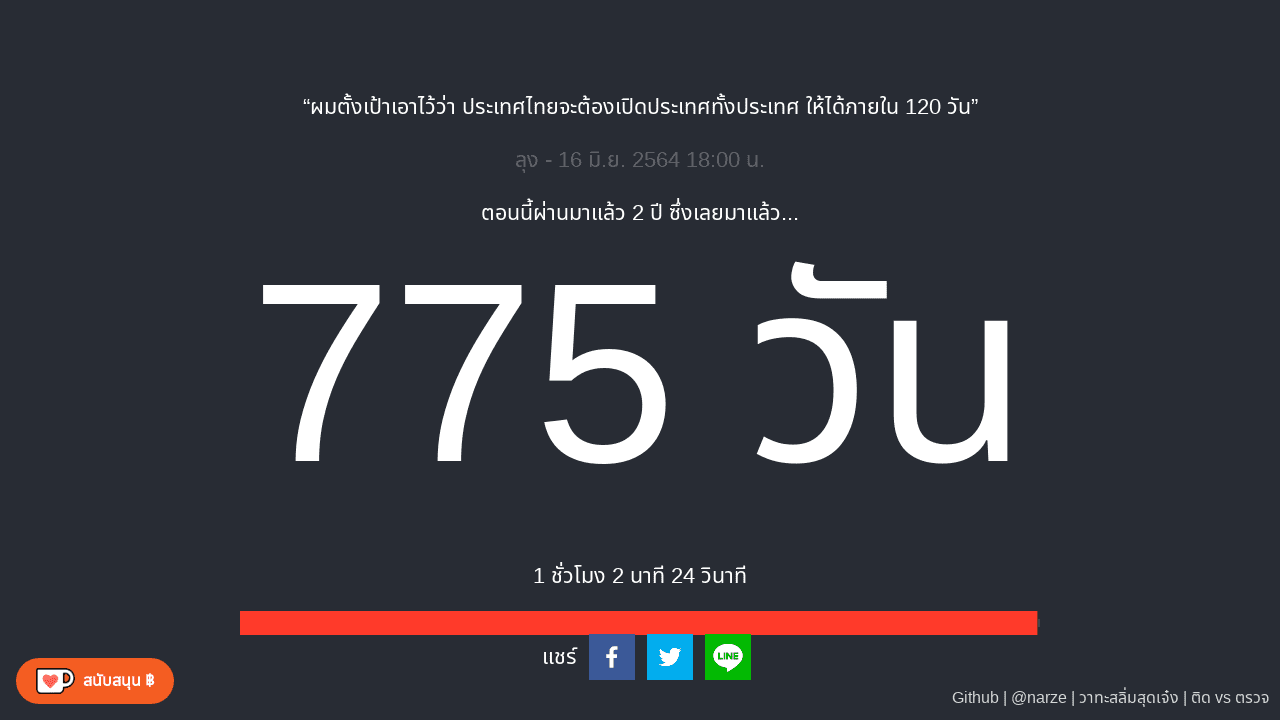 “ผมตั้งเป้าเอาไว้ว่า ประเทศไทยจะต้องเปิดประเทศทั้งประเทศ ให้ได้ภายใน 120 วัน”
ลุง - 16 มิ.ย. 2564 18:00 น.
ตอนนี้ผ่านมาแล้ว 2 ปี ซึ่งเลยมาแล้ว...
775 วัน
1 ชั่วโมง 2 นาที 24 วินาที
แชร์
LINE
สนับสนุน ฿
Github | @narze | วาทะสลิ่มสุดเจ๋ง | ติด vs ตรวจ